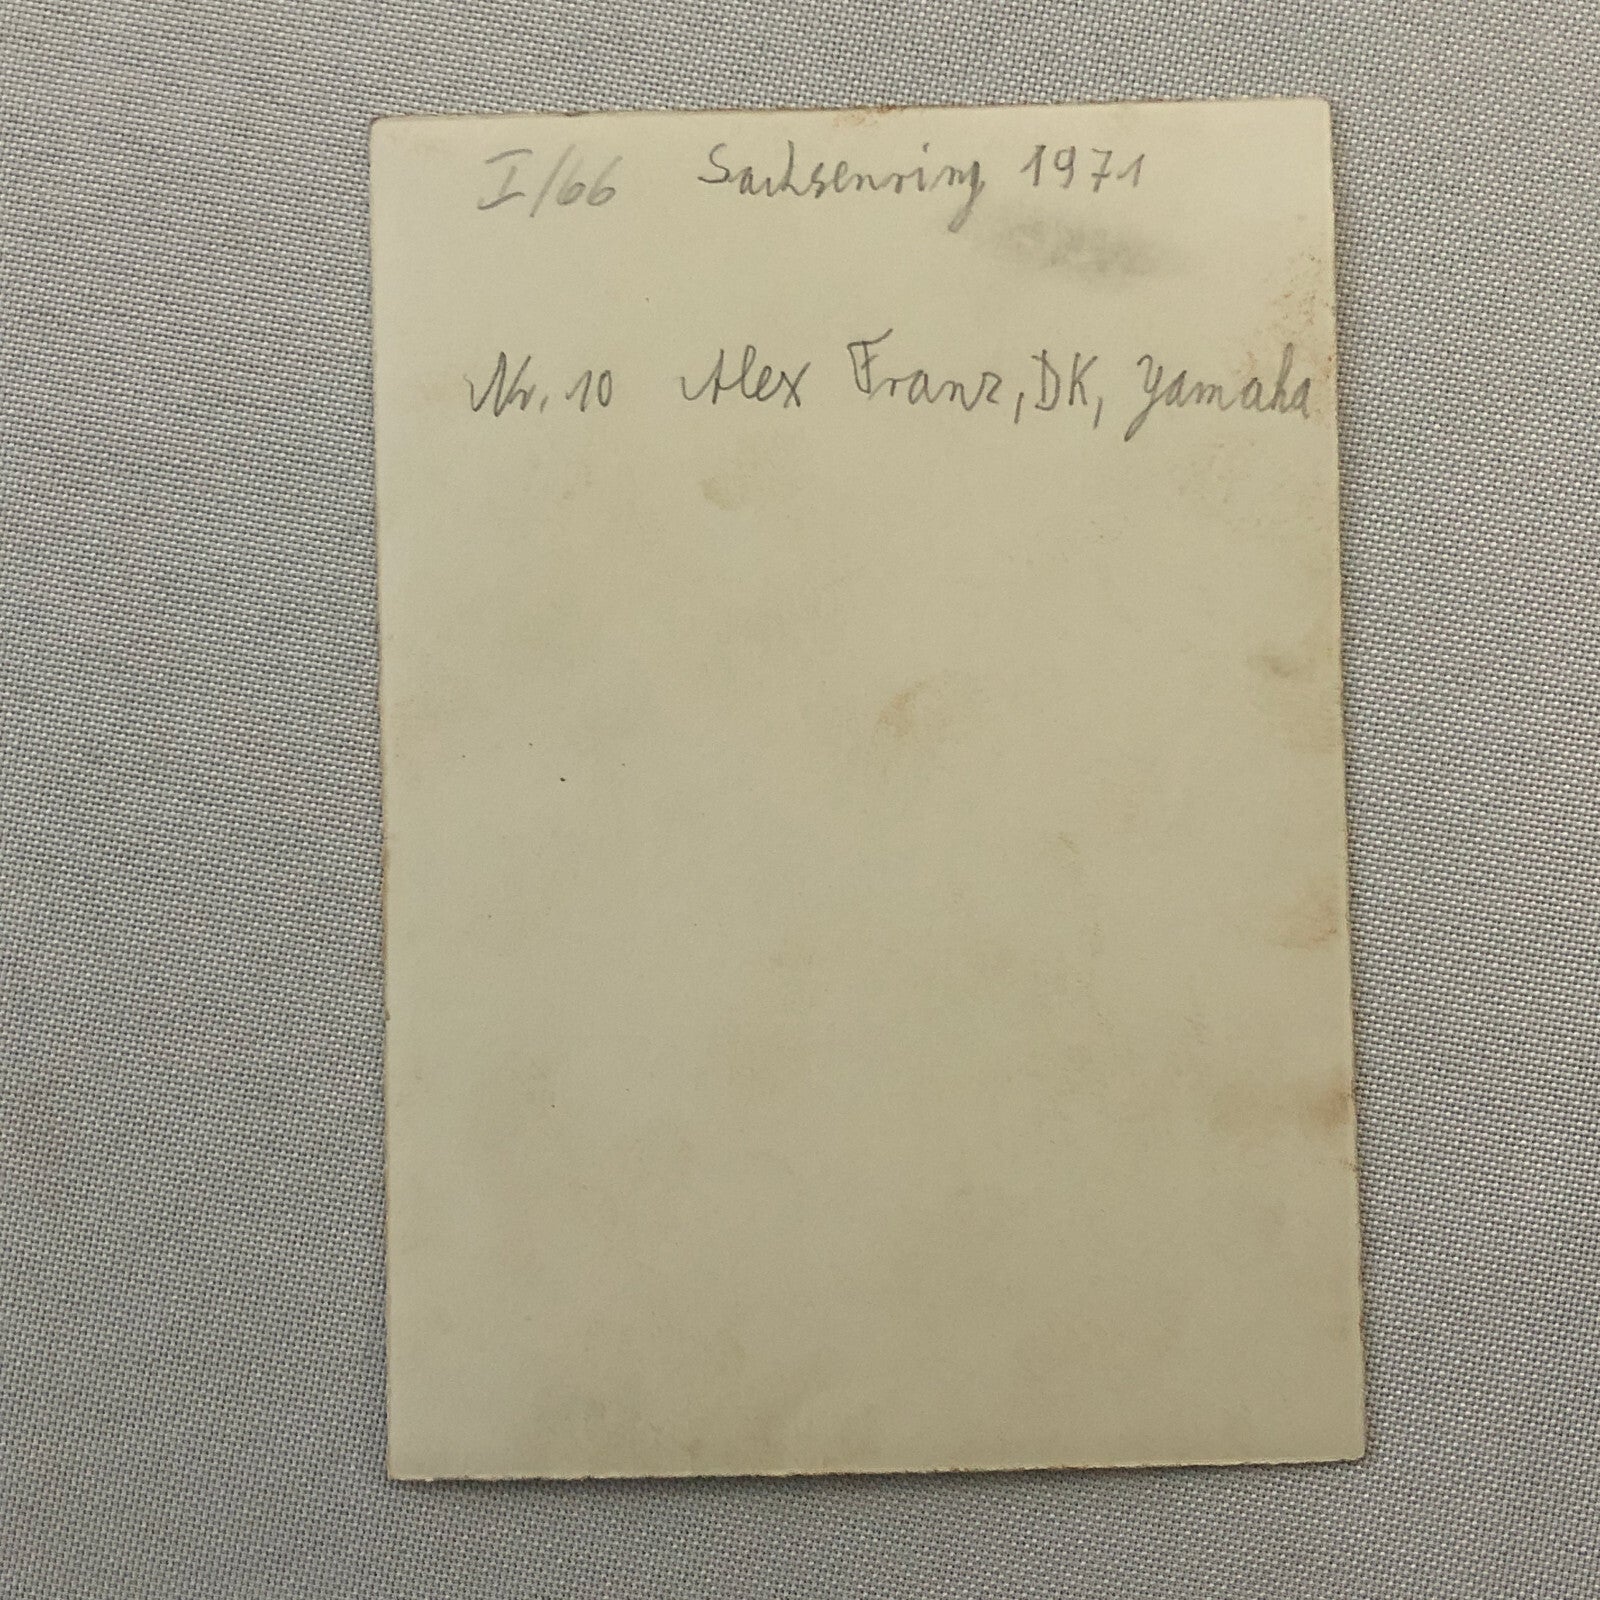 I/66 Sachsenring 1971
Nr. 10 Alex Franz, DK, Yamaha